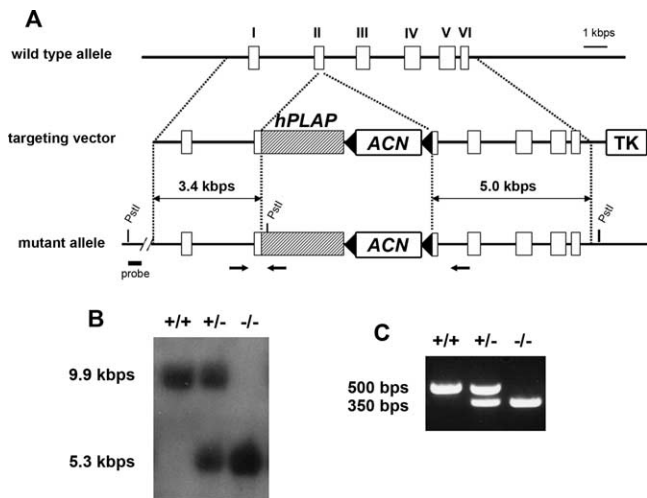 A
I II III IV V VI
1 kbps
wild type allele
hPLAP
targeting vector
ACN
TK
3.4 kbps
5.0 kbps
PstI
PstI
PstI
mutant allele
ACN
probe
B
+/+ +/- -/-
9.9 kbps
5.3 kbps
C
+/+ +/- -/-
500 bps
350 bps